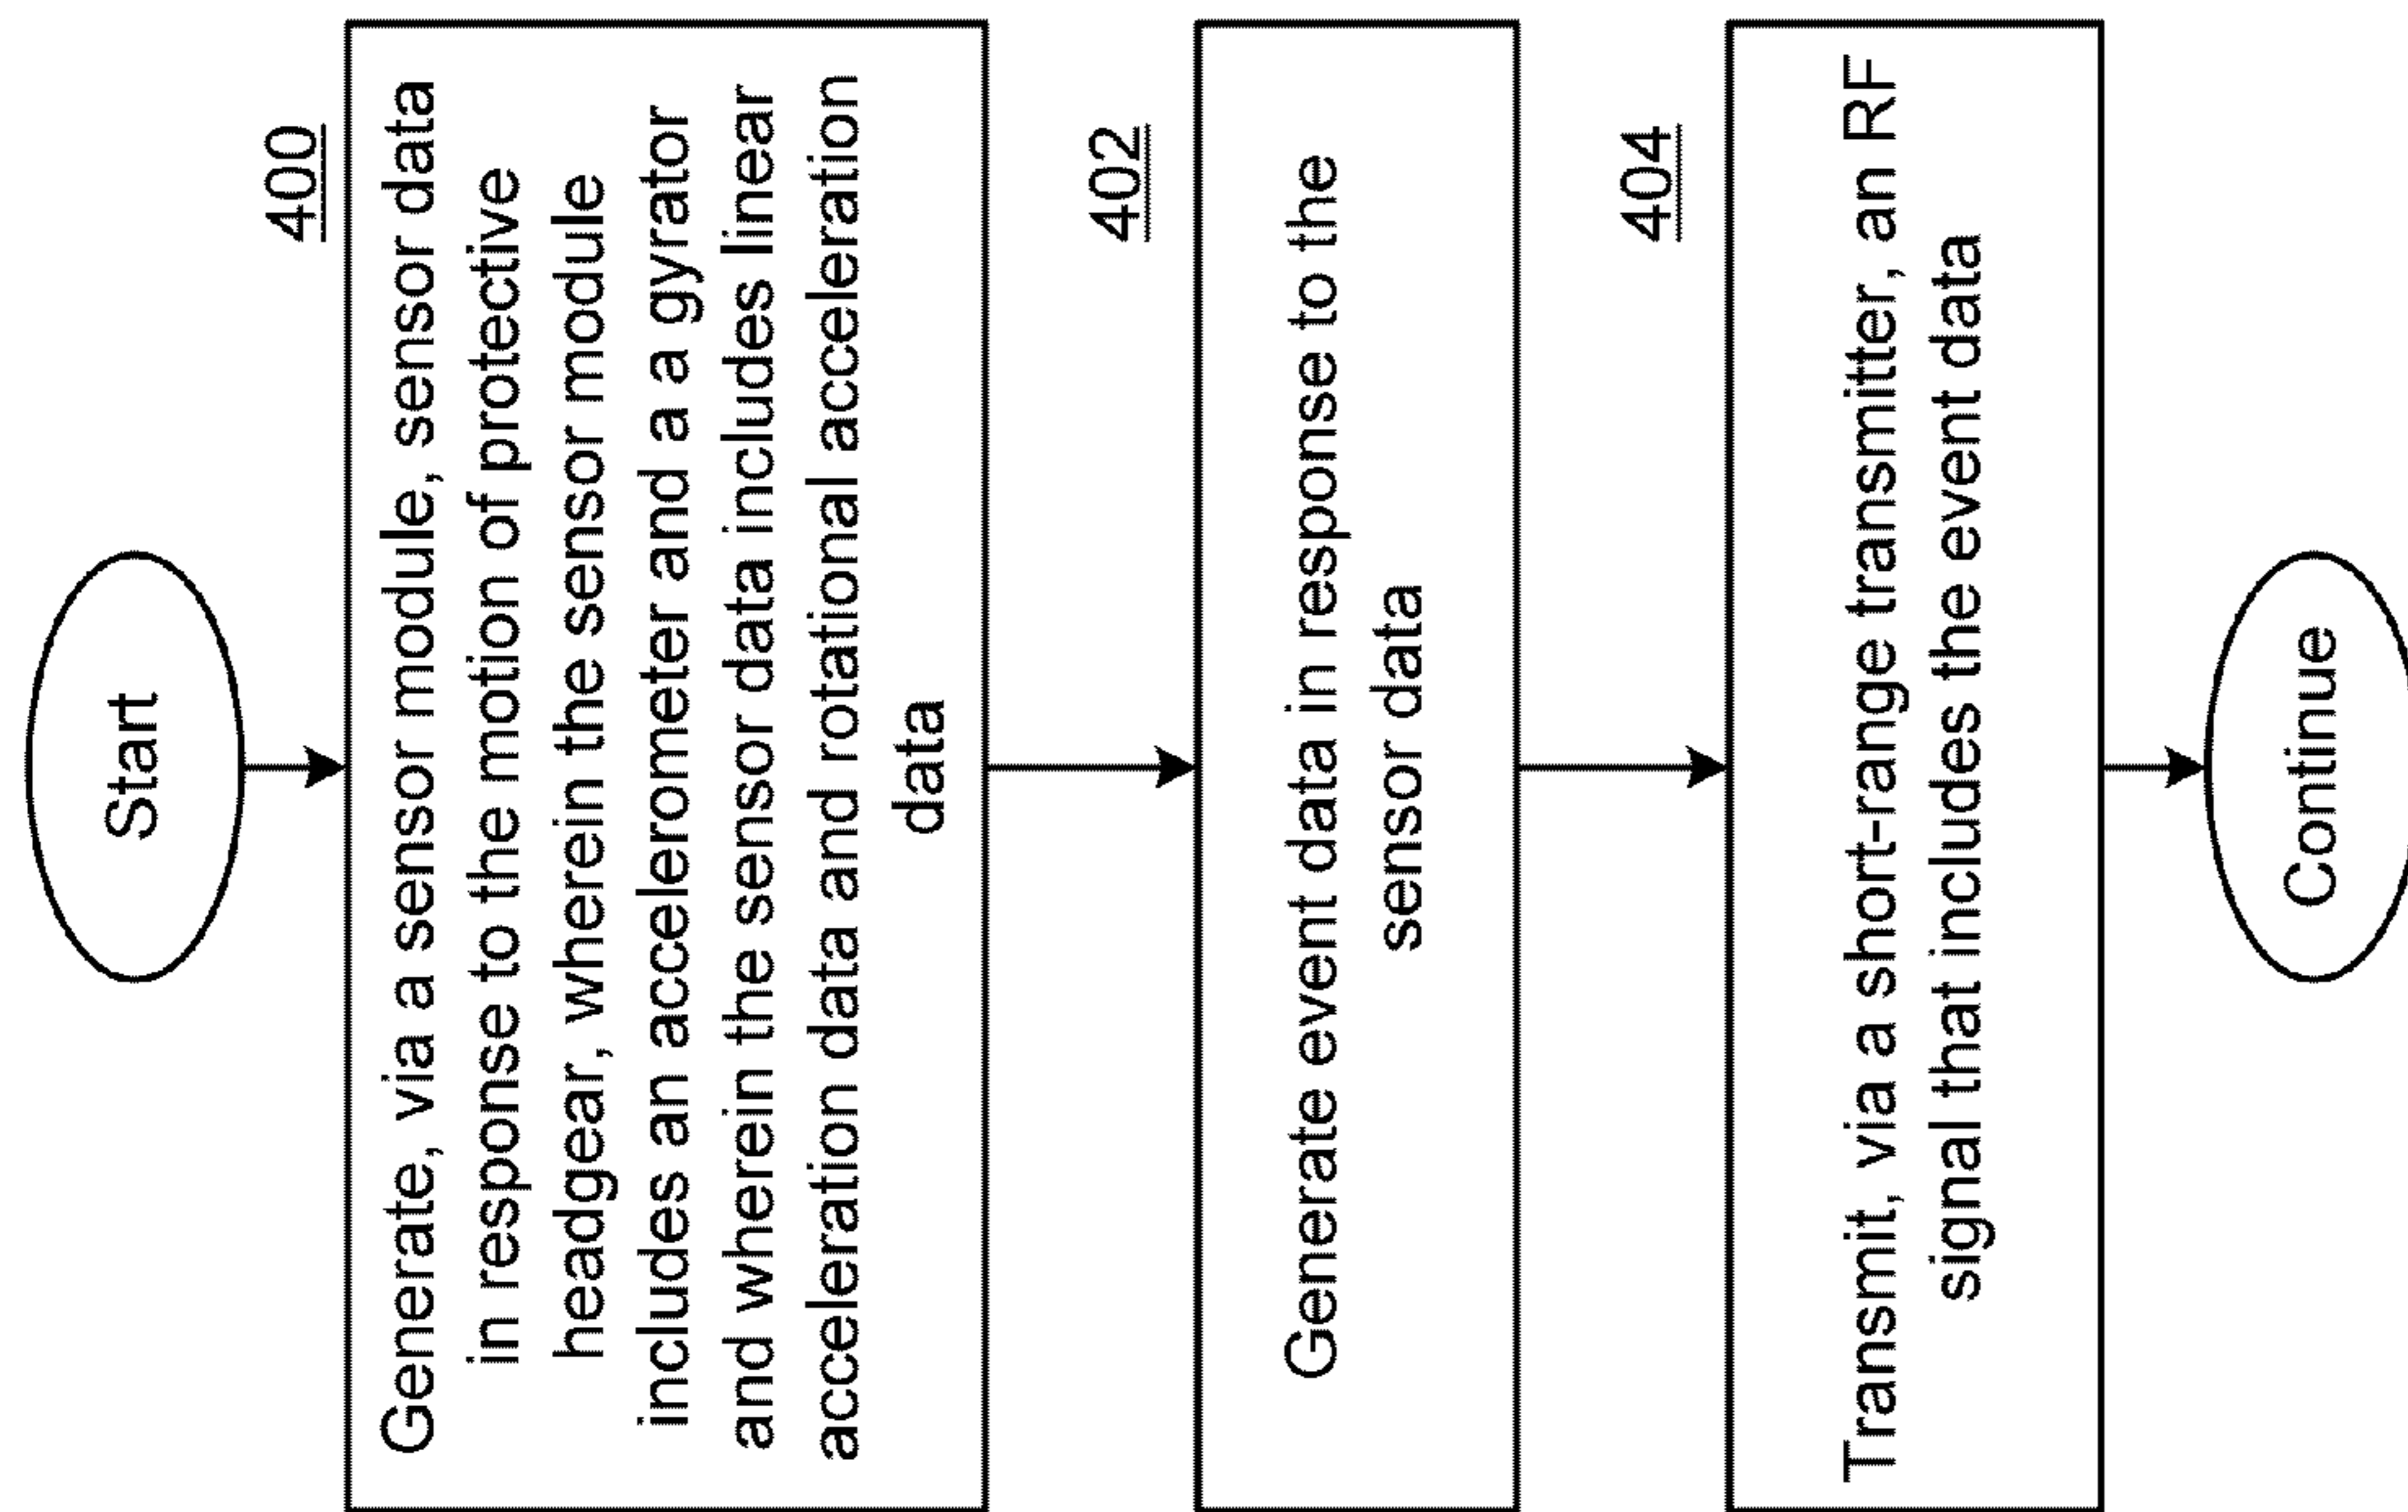 Start
400
Generate, via a sensor module, sensor data
in response to the motion of protective
headgear, wherein the sensor module
includes an accelerometer and a a gyrator
and wherein the sensor data includes linear
acceleration data and rotational acceleration
data
402
Generate event data in response to the
sensor data
404
Transmit, via a short-range transmitter, an RF
signal that includes the event data
Continue